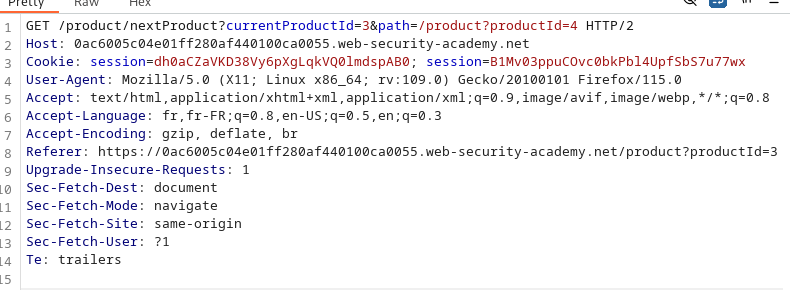 Pretty Raw Hex
1 GET /product/nextProduct?currentProductId=3&path=/product?productId=4 HTTP/2
2 Host: 0ac6005c04e01ff280af440100ca0055.web-security-academy.net
3 Cookie: session=dh0aCZaVKD38Vy6pXgLqkVQ0lmdspAB0; session=B1Mv03ppuCOvc0bkPbl4UpfSbS7u77wx
4 User-Agent: Mozilla/5.0 (X11; Linux x86_64; rv:109.0) Gecko/20100101 Firefox/115.0
5 Accept: text/html,application/xhtml+xml,application/xml;q=0.9,image/avif,image/webp,*/*;q=0.8
6 Accept-Language: fr,fr-FR;q=0.8,en-US;q=0.5,en;q=0.3
7 Accept-Encoding: gzip, deflate, br
8 Referer: https://0ac6005c04e01ff280af440100ca0055.web-security-academy.net/product?productId=3
9 Upgrade-Insecure-Requests: 1
10 Sec-Fetch-Dest: document
11 Sec-Fetch-Mode: navigate
12 Sec-Fetch-Site: same-origin
13 Sec-Fetch-User: ?1
14 Te: trailers
15